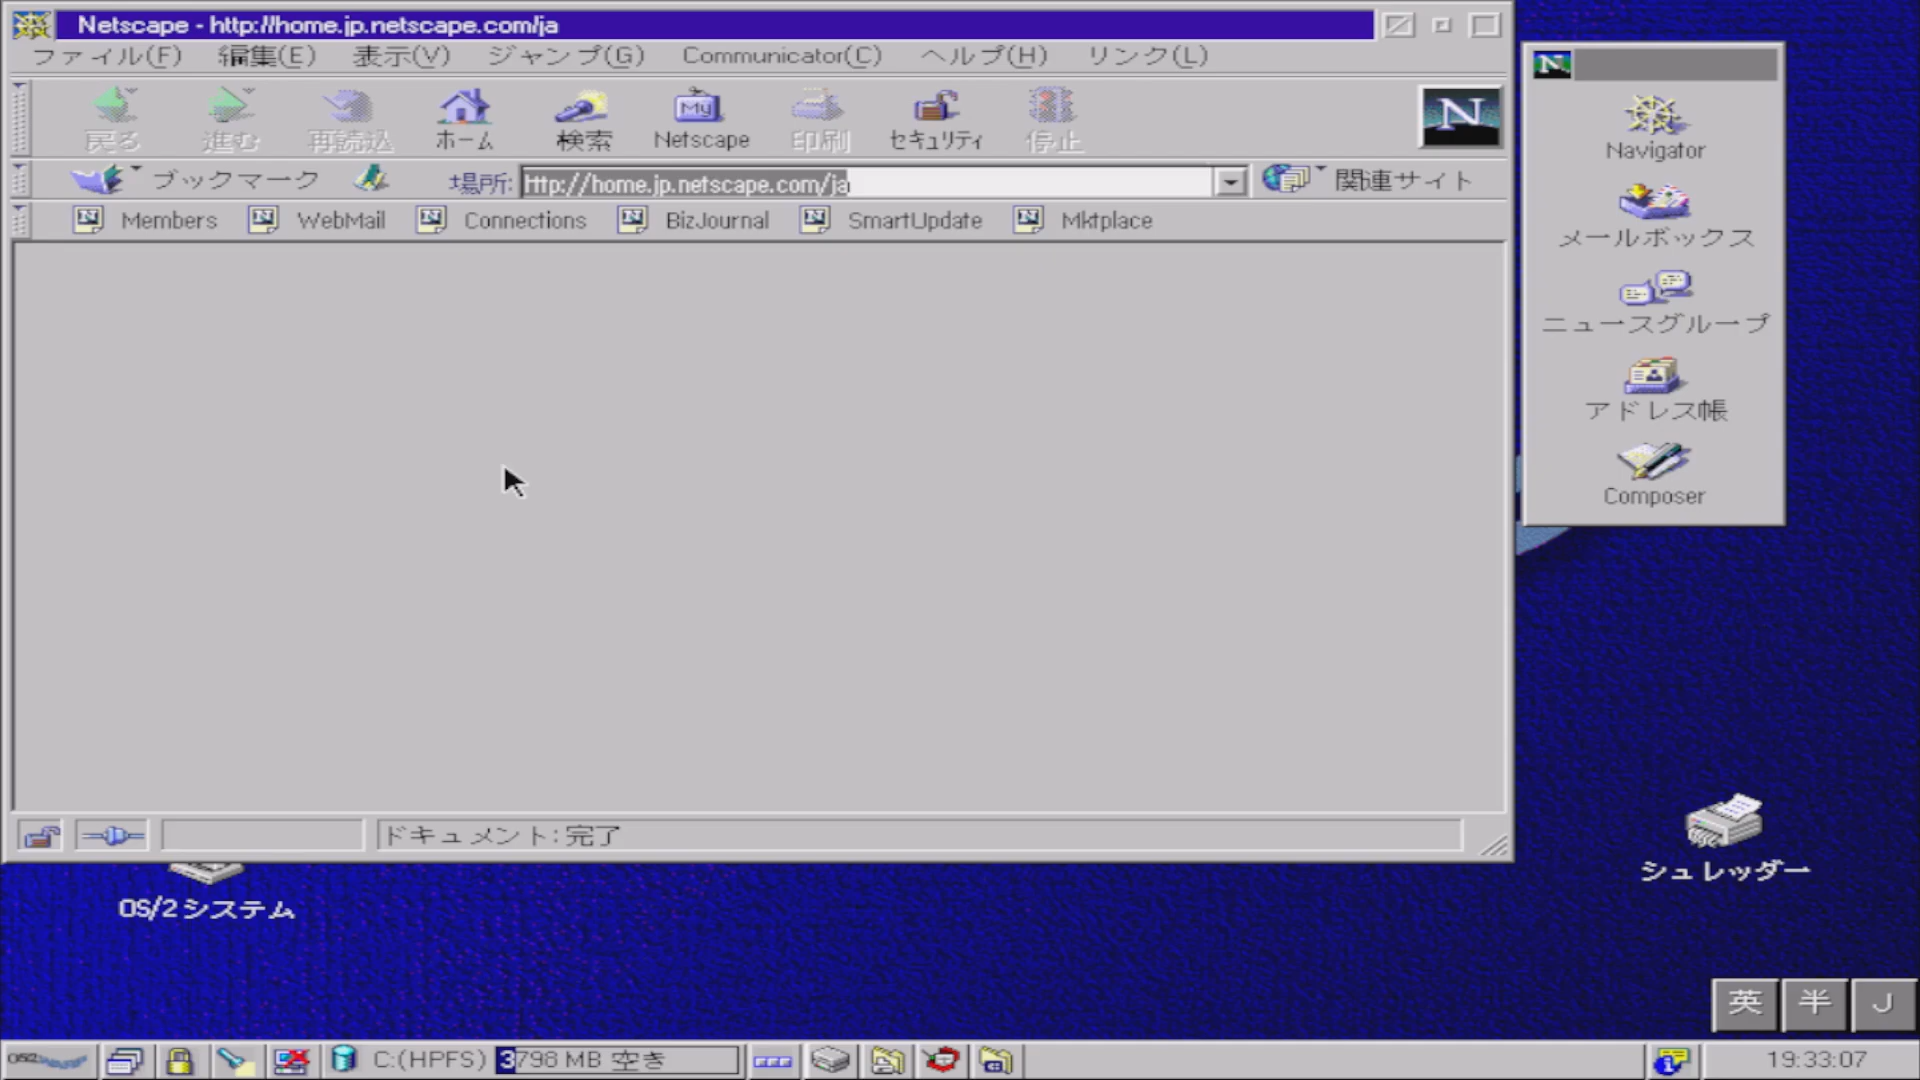 Netscape - http://home.jp.netscape.com/ja
ファイル(F) 編集(E) 表示(V) ジャンプ(G) Communicator(C) ヘルプ(H) リンク(L)
戻る 進む 再読込 ホーム 検索 Netscape 印刷 セキュリティ 停止
My
N
ブックマーク 場所: http://home.jp.netscape.com/ja 関連サイト
Members WebMail Connections BizJournal SmartUpdate Mktplace
N
Navigator
メールボックス
ニュースグループ
アドレス帳
Composer
ドキュメント: 完了
OS/2 システム
シュレッダー
英 半 J
C:(HPFS) 3798 MB 空き
19:33:07